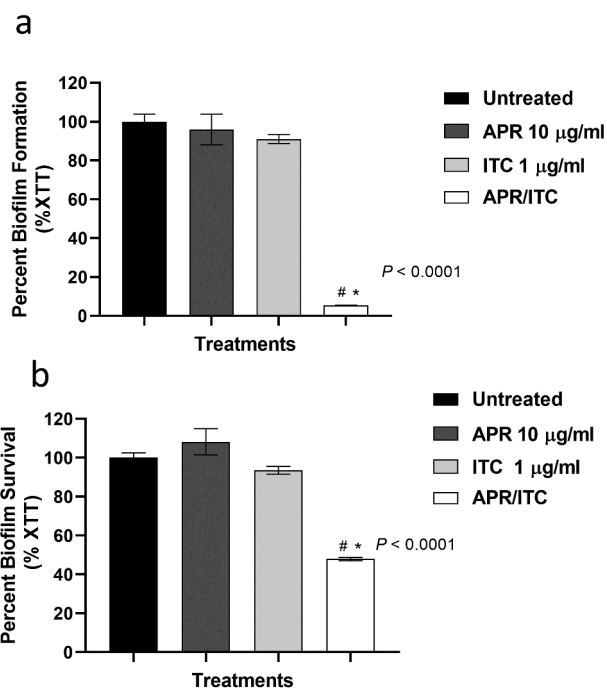 a
Percent Biofilm Formation
(%XTT)
120
100
80
60
40
20
0
# *
P < 0.0001
Treatments
Untreated
APR 10 μg/ml
ITC 1 μg/ml
APR/ITC
b
Percent Biofilm Survival
(% XTT)
120
100
80
60
40
20
0
# *
P < 0.0001
Treatments
Untreated
APR 10 μg/ml
ITC  1 μg/ml
APR/ITC